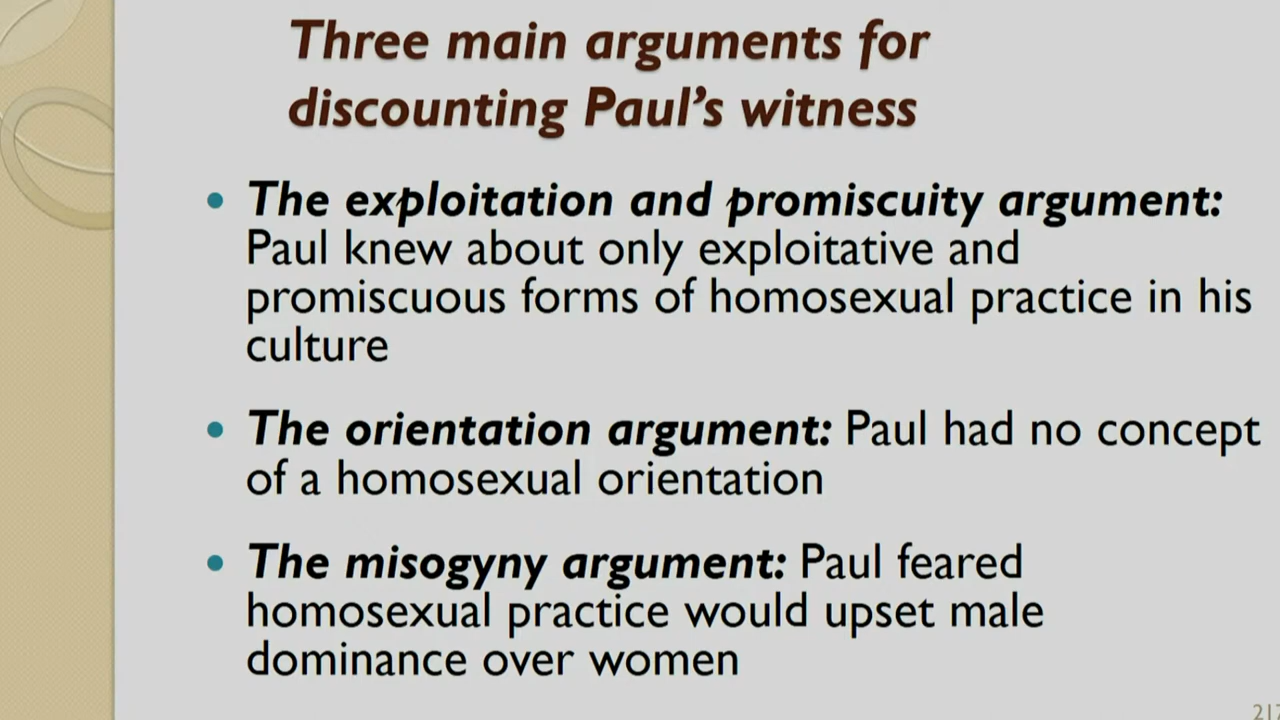 Three main arguments for
discounting Paul’s witness
• The exploitation and promiscuity argument:
Paul knew about only exploitative and
promiscuous forms of homosexual practice in his
culture
• The orientation argument: Paul had no concept
of a homosexual orientation
• The misogyny argument: Paul feared
homosexual practice would upset male
dominance over women